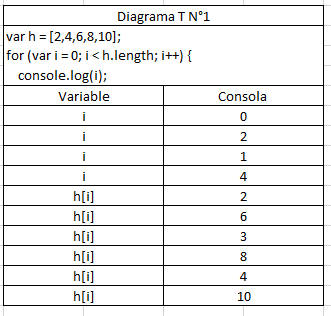 Diagrama T N°1
var h = [2,4,6,8,10];
for (var i = 0; i < h.length; i++) {
console.log(i);
Variable Consola
i 0
i 2
i 1
i 4
h[i] 2
h[i] 6
h[i] 3
h[i] 8
h[i] 4
h[i] 10